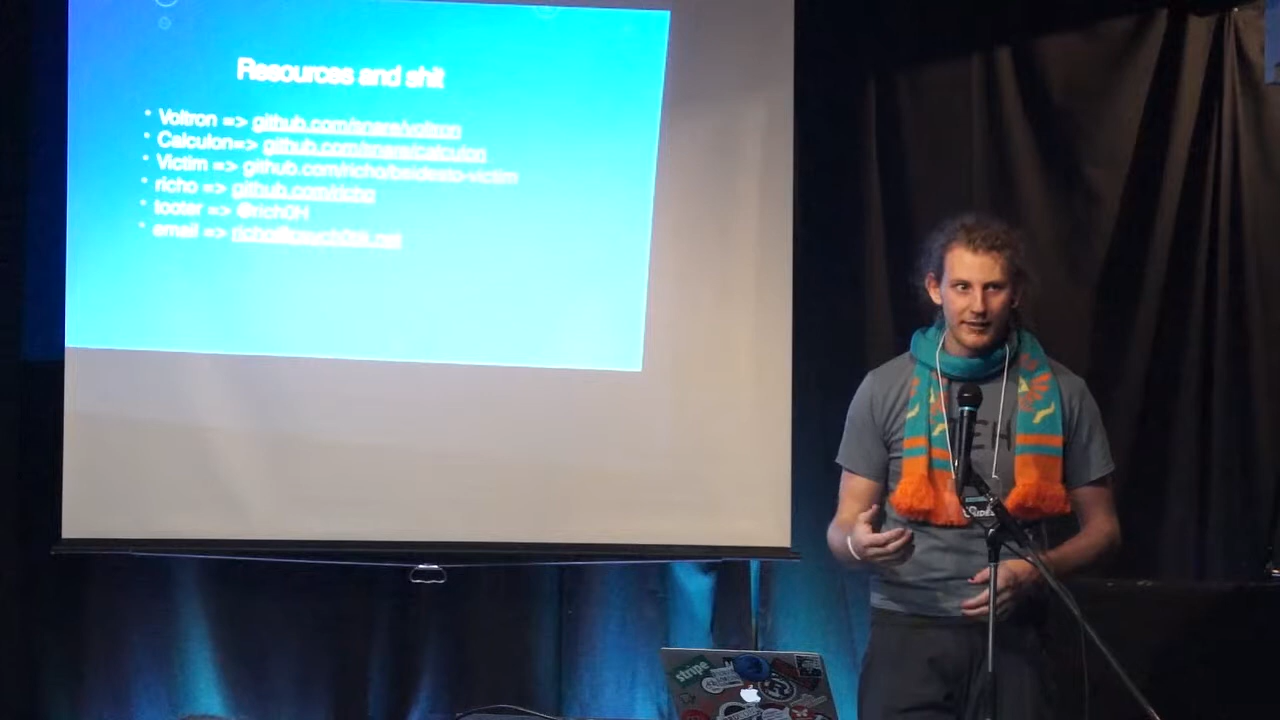 Resources and shit
Voltron => github.com/snare/voltron
Calculon=> github.com/snare/calculon
Victim => github.com/richo/
richo => github.com/richo
=> @rich0H
email =>
stripe